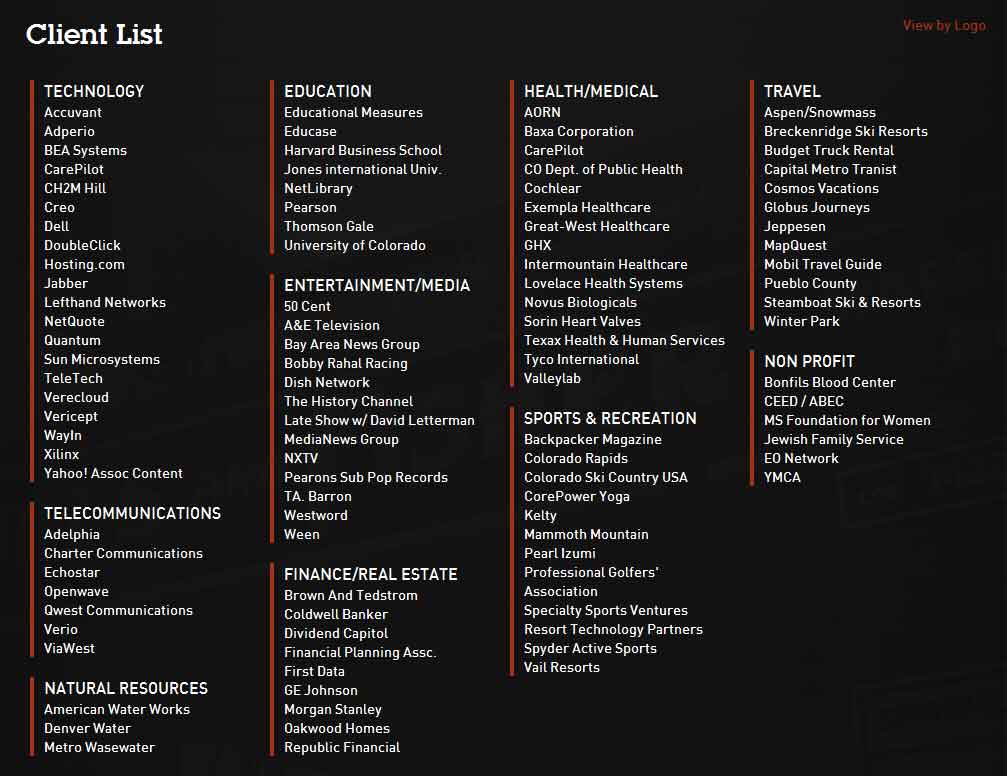 Client List
View by Logo
TECHNOLOGY
Accuvant
Adperio
BEA Systems
CarePilot
CH2M Hill
Creo
Dell
DoubleClick
Hosting.com
Jabber
Lefthand Networks
NetQuote
Quantum
Sun Microsystems
TeleTech
Verecloud
Vericept
WayIn
Xilinx
Yahoo! Assoc Content
TELECOMMUNICATIONS
Adelphia
Charter Communications
Echostar
Openwave
Qwest Communications
Verio
ViaWest
NATURAL RESOURCES
American Water Works
Denver Water
Metro Wasewater
EDUCATION
Educational Measures
Educase
Harvard Business School
Jones international Univ.
NetLibrary
Pearson
Thomson Gale
University of Colorado
ENTERTAINMENT/MEDIA
50 Cent
A&E Television
Bay Area News Group
Bobby Rahal Racing
Dish Network
The History Channel
Late Show w/ David Letterman
MediaNews Group
NXTV
Pearons Sub Pop Records
TA. Barron
Westword
Ween
FINANCE/REAL ESTATE
Brown And Tedstrom
Coldwell Banker
Dividend Capitol
Financial Planning Assc.
First Data
GE Johnson
Morgan Stanley
Oakwood Homes
Republic Financial
HEALTH/MEDICAL
AORN
Baxa Corporation
CarePilot
CO Dept. of Public Health
Cochlear
Exempla Healthcare
Great-West Healthcare
GHX
Intermountain Healthcare
Lovelace Health Systems
Novus Biologicals
Sorin Heart Valves
Texax Health & Human Services
Tyco International
Valleylab
SPORTS & RECREATION
Backpacker Magazine
Colorado Rapids
Colorado Ski Country USA
CorePower Yoga
Kelty
Mammoth Mountain
Pearl Izumi
Professional Golfers'
Association
Specialty Sports Ventures
Resort Technology Partners
Spyder Active Sports
Vail Resorts
TRAVEL
Aspen/Snowmass
Breckenridge Ski Resorts
Budget Truck Rental
Capital Metro Tranist
Cosmos Vacations
Globus Journeys
Jeppesen
MapQuest
Mobil Travel Guide
Pueblo County
Steamboat Ski & Resorts
Winter Park
NON PROFIT
Bonfils Blood Center
CEED / ABEC
MS Foundation for Women
Jewish Family Service
EO Network
YMCA